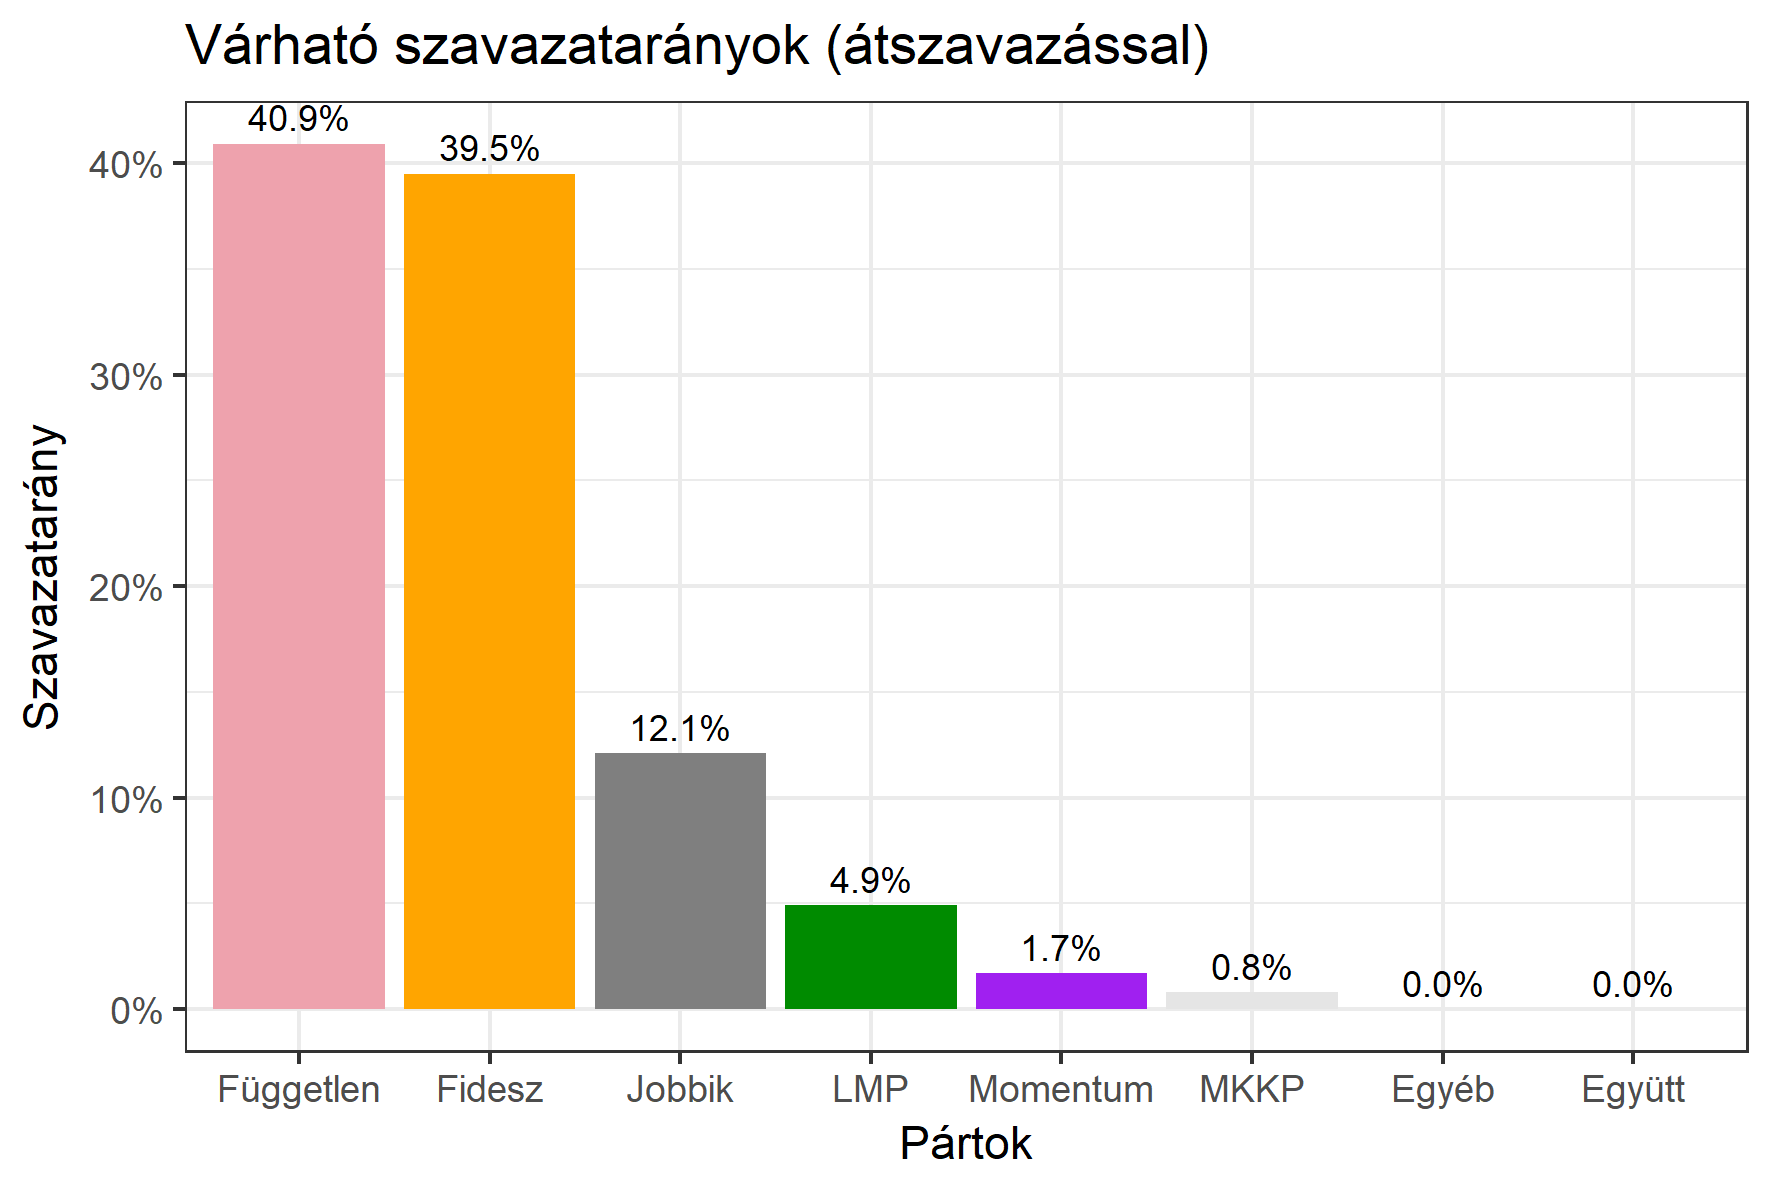 Várható szavazatarányok (átszavazással)
40.9%
39.5%
12.1%
4.9%
1.7%
0.8%
0.0%
0.0%
40%
30%
20%
10%
0%
Szavazatarány
Független
Fidesz
Jobbik
LMP
Momentum
MKKP
Egyéb
Együtt
Pártok